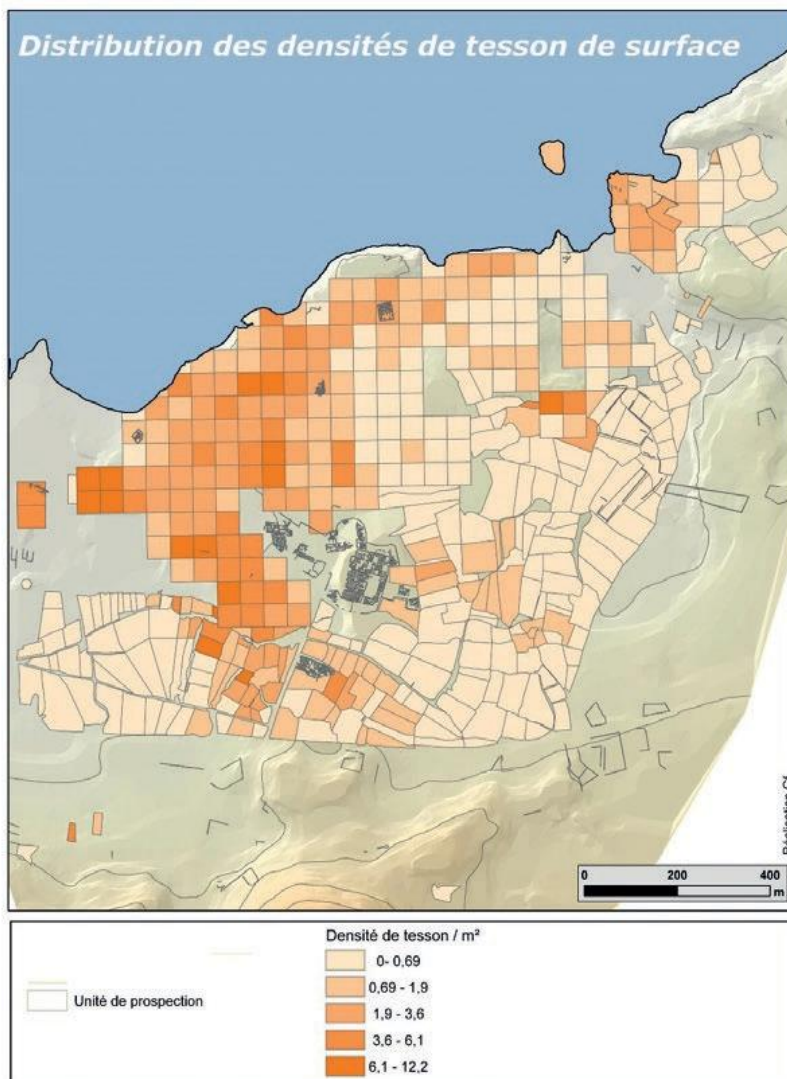 Distribution des densités de tesson de surface
0 200 400
m
Densité de tesson / m²
0- 0,69
0,69 - 1,9
Unité de prospection
1,9 - 3,6
3,6 - 6,1
6,1 - 12,2